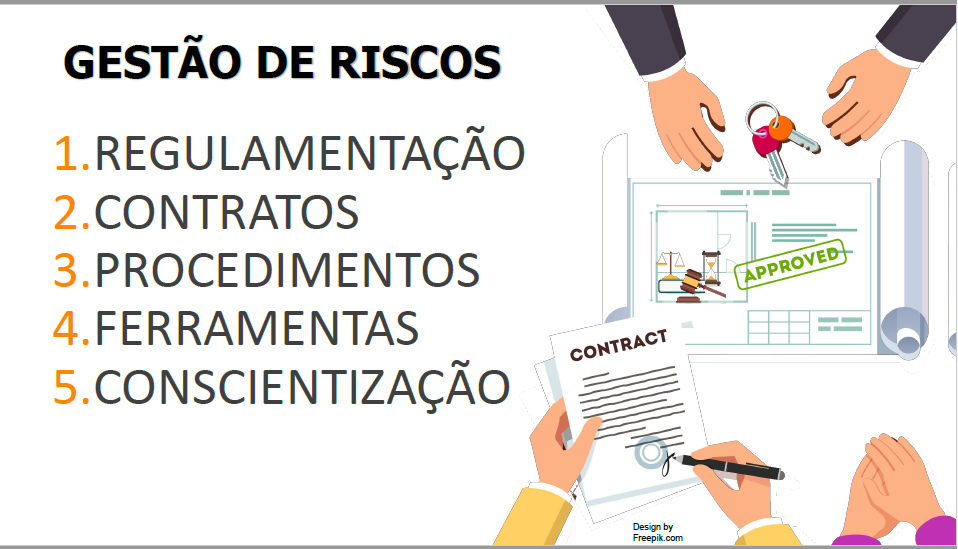 GESTÃO DE RISCOS
1.REGULAMENTAÇÃO
2.CONTRATOS
3.PROCEDIMENTOS
4.FERRAMENTAS
5.CONSCIENTIZAÇÃO
APPROVED
CONTRACT
Design by
Freepik.com